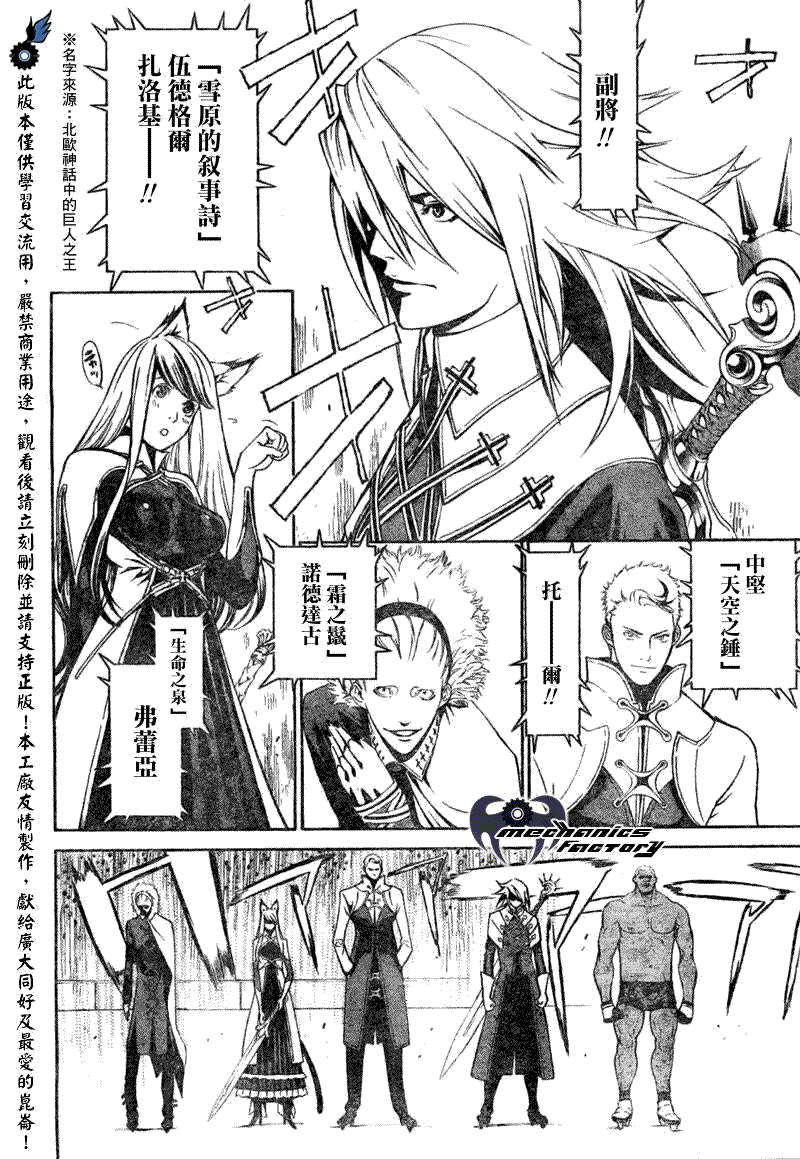 副將!!
「雪原的叙事詩」
伍德格爾
扎洛基——!!
※名字來源：北歐神話中的巨人之王
中堅
「天空之錘」
托——爾!!
「霜之鬣」
諾德達古
「生命之泉」
弗蕾亞
mechanics
Factory
此版本僅供學習交流用，嚴禁商業用途，觀看後請立刻刪除並請支持正版！本工廠友情製作，獻給廣大同好及最愛的崑崙！